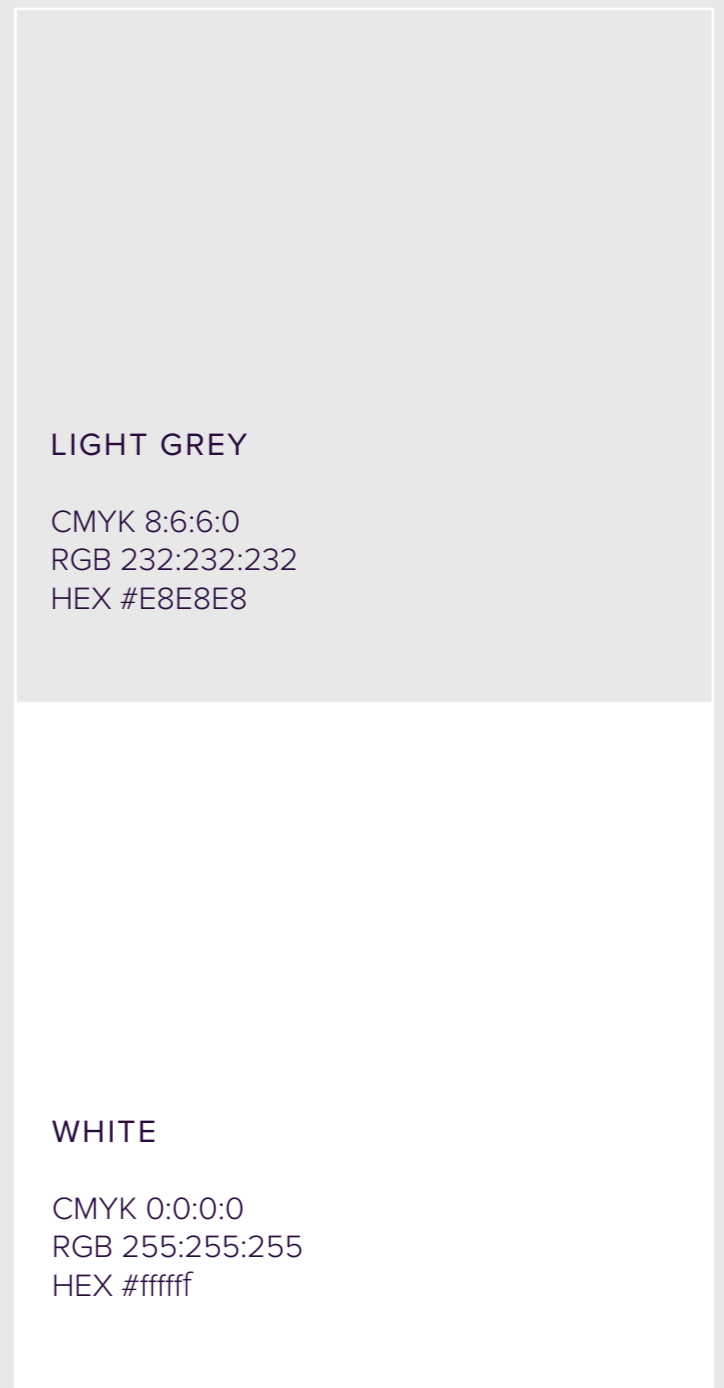 LIGHT GREY
CMYK 8:6:6:0
RGB 232:232:232
HEX #E8E8E8
WHITE
CMYK 0:0:0:0
RGB 255:255:255
HEX #ffffff